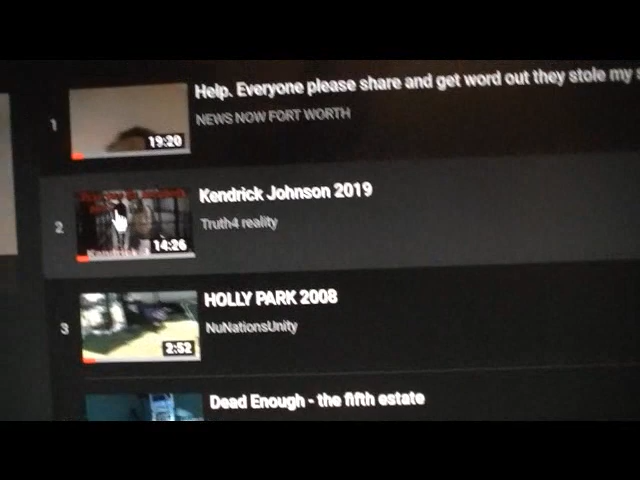 Help. Everyone please share and get word out they stole my
1
NEWS NOW FORT WORTH
19:20
Kendrick Johnson 2019
2
Truth4 reality
14:26
HOLLY PARK 2008
3
NuNationsUnity
2:52
Dead Enough - the fifth estate